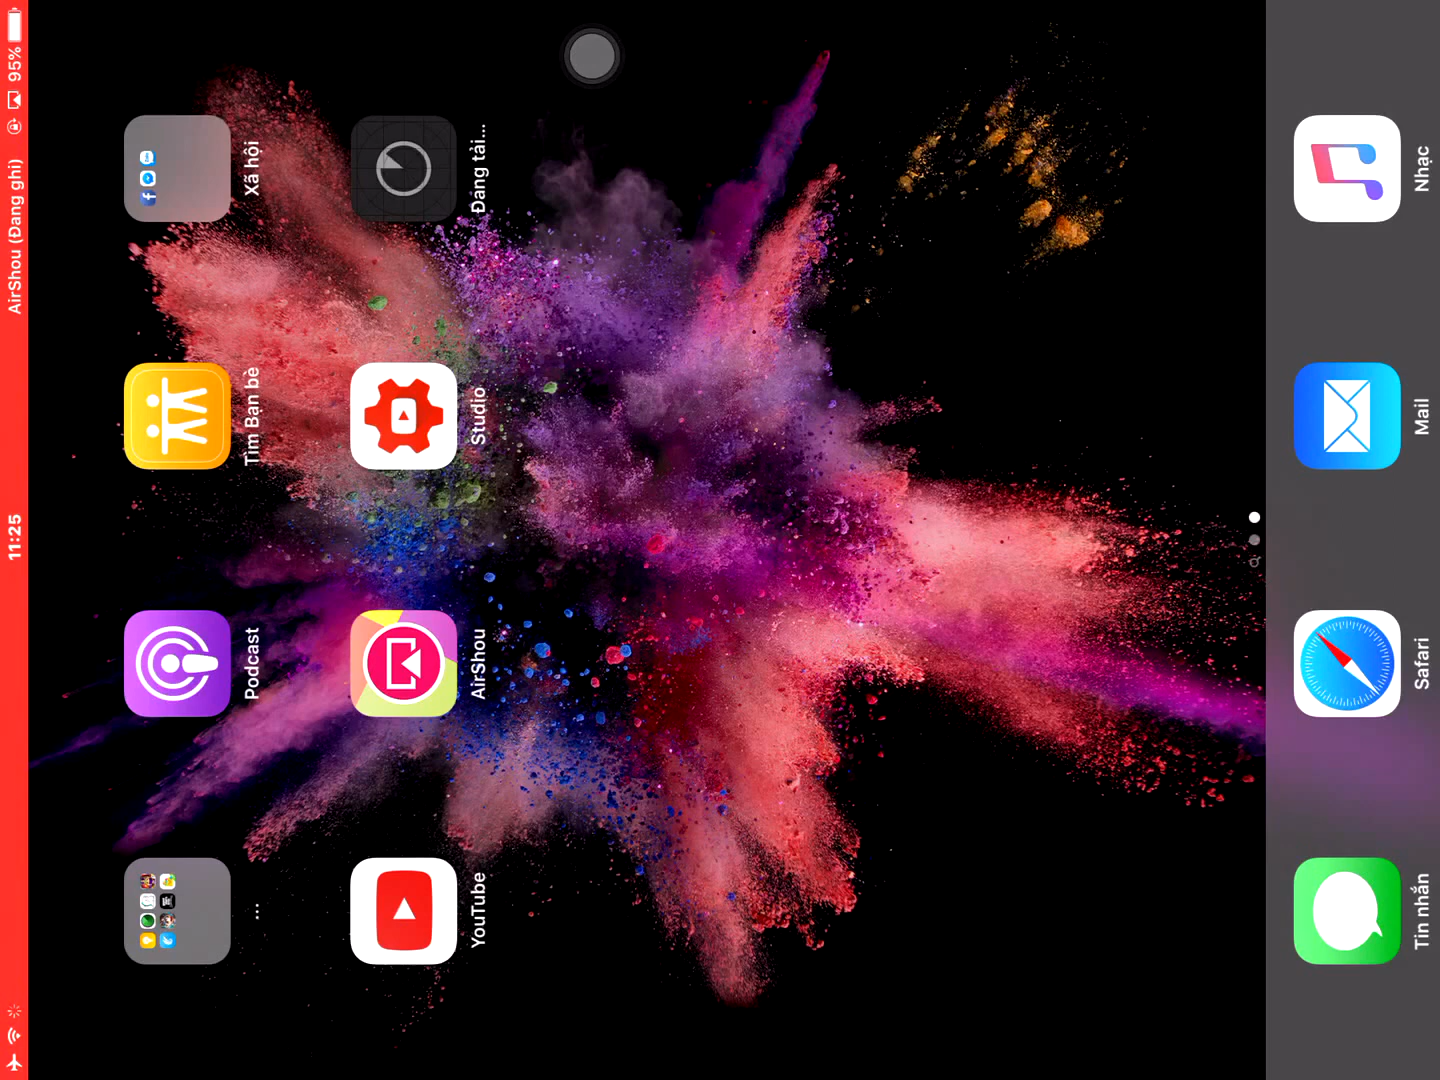 11:25
AirShou (Đang ghi)
95%
...
Podcast
Tìm Bạn bè
Xã hội
YouTube
AirShou
Studio
Đang tải...
Tin nhắn
Safari
Mail
Nhạc